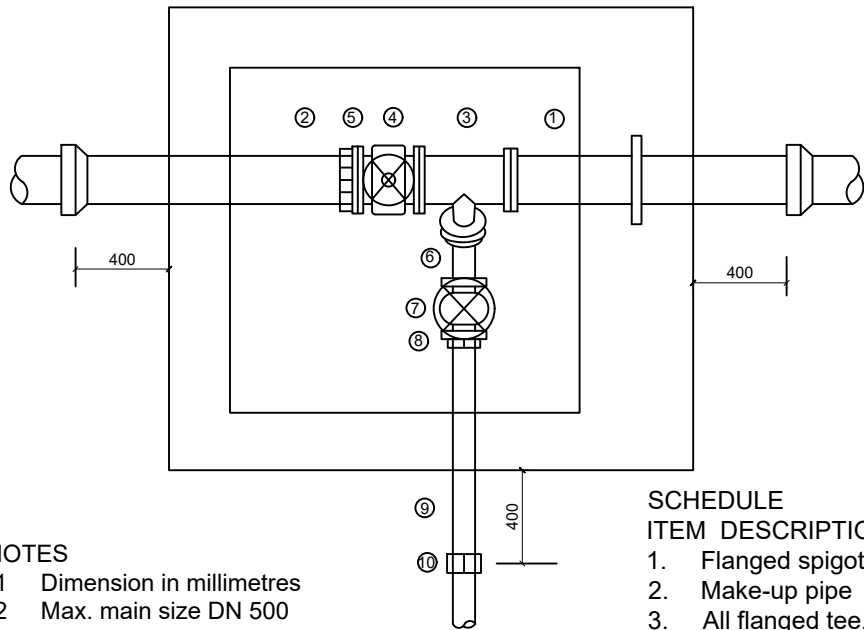 2
5
4
3
1
400
6
400
7
8
9
400
10
NOTES
1 Dimension in millimetres
2 Max. main size DN 500
SCHEDULE
ITEM DESCRIPTIO
1. Flanged spigot
2. Make-up pipe
3. All flanged tee